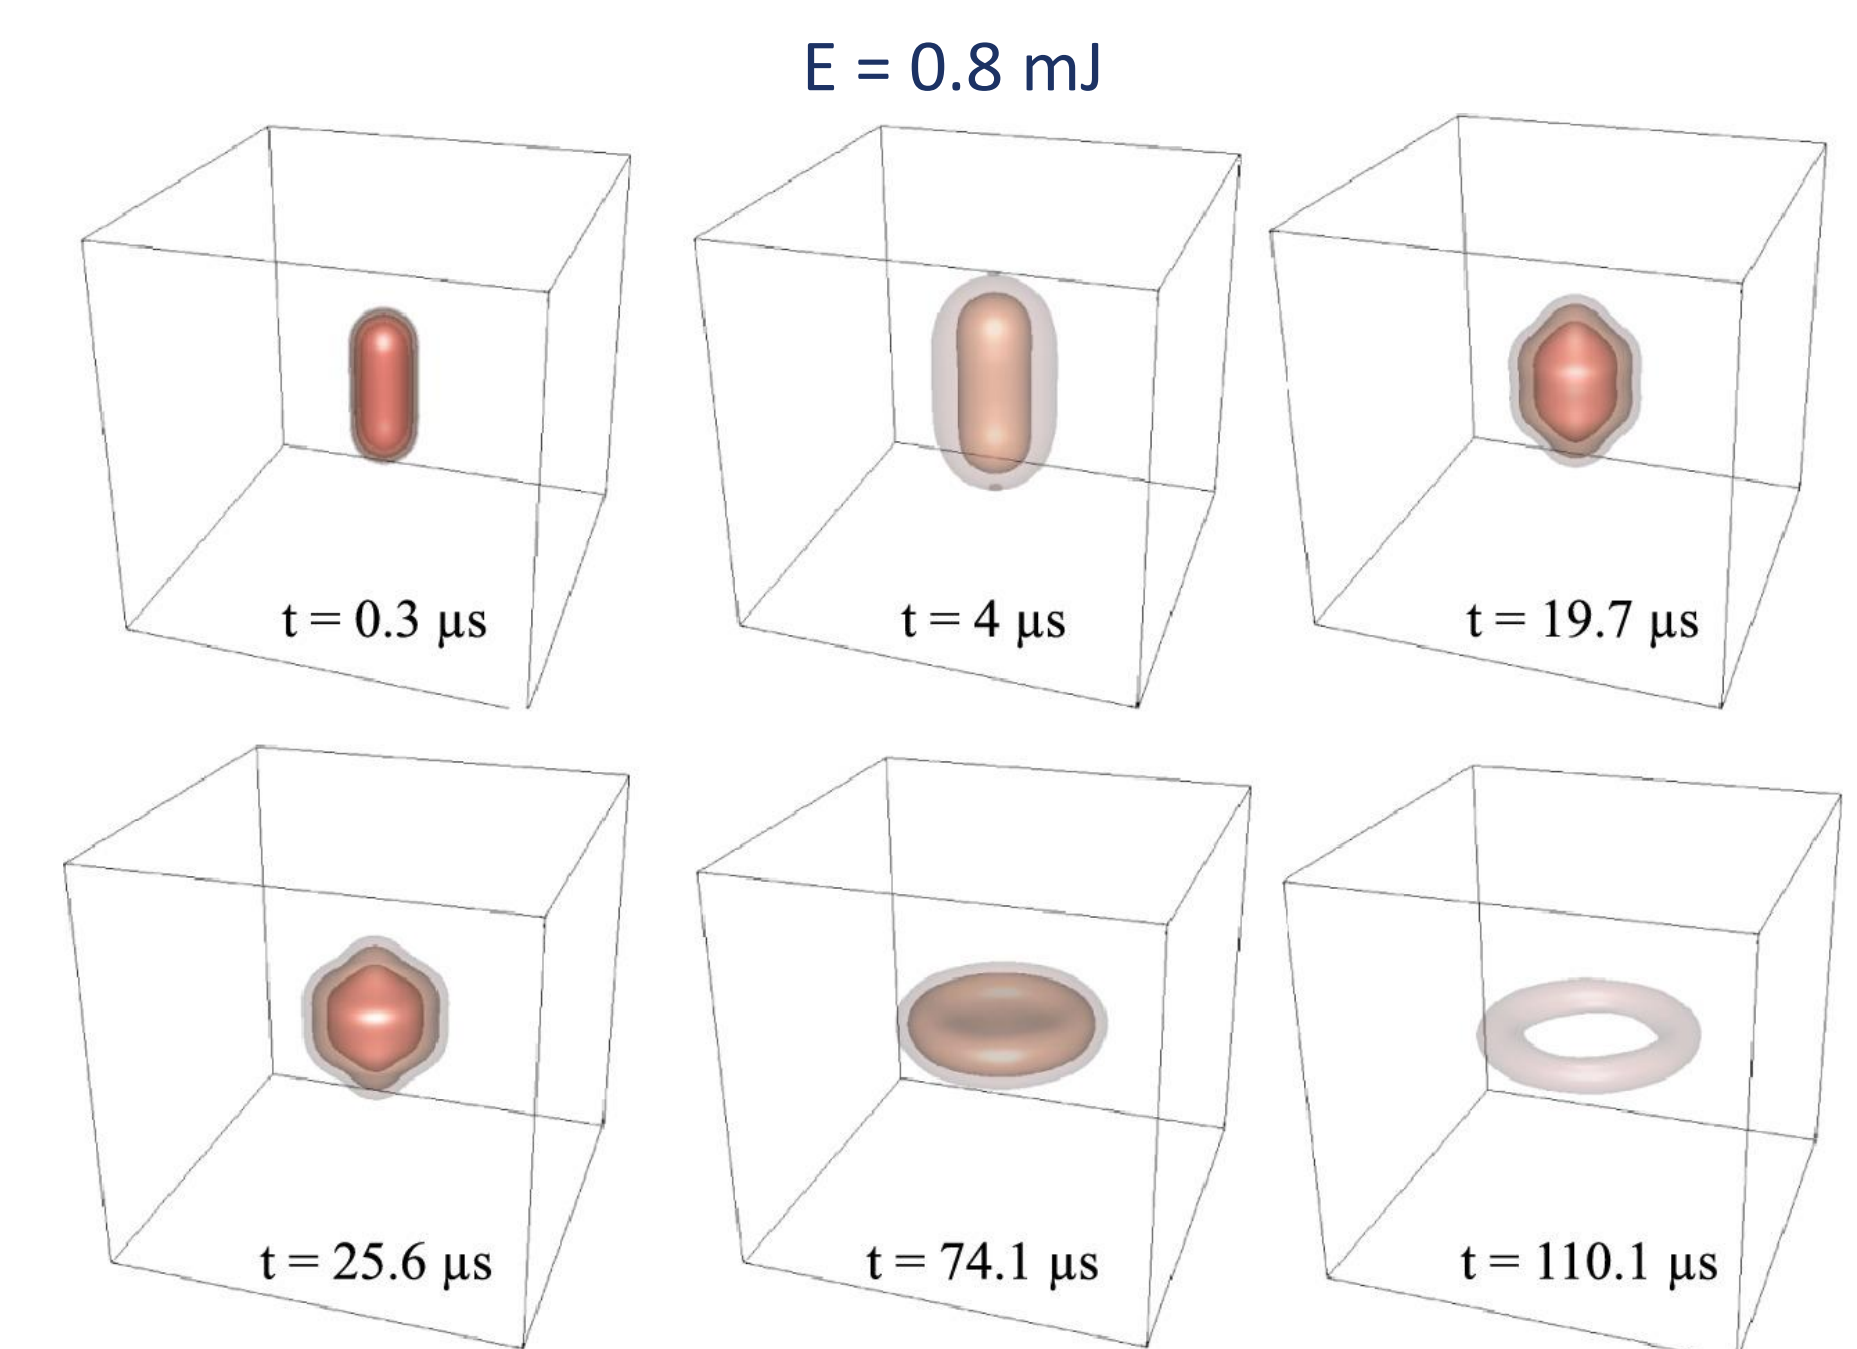 E = 0.8 mJ
t = 0.3 μs
t = 4 μs
t = 19.7 μs
t = 25.6 μs
t = 74.1 μs
t = 110.1 μs